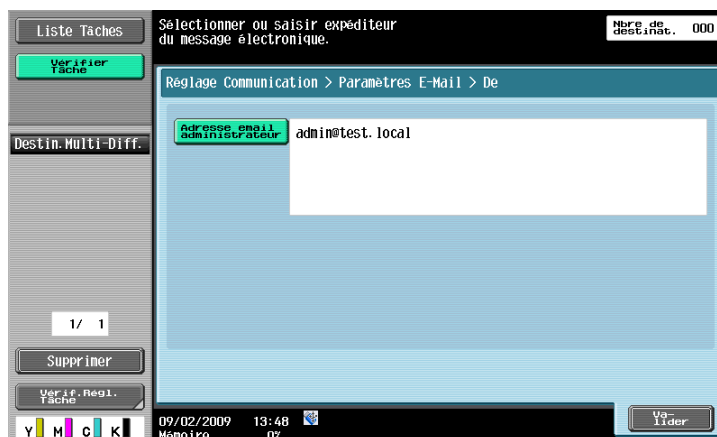 Liste Tâches
Vérifier
Tâche
Destin.Multi-Diff.
1/ 1
Supprimer
Vérif.Régl.
Tâche
Y M C K
Sélectionner ou saisir expéditeur
du message électronique.
Nbre de
destinat. 000
Réglage Communication > Paramètres E-Mail > De
Adresse email
administrateur
admin@test.local
09/02/2009 13:48
Mémoire 0%
Va-
lider